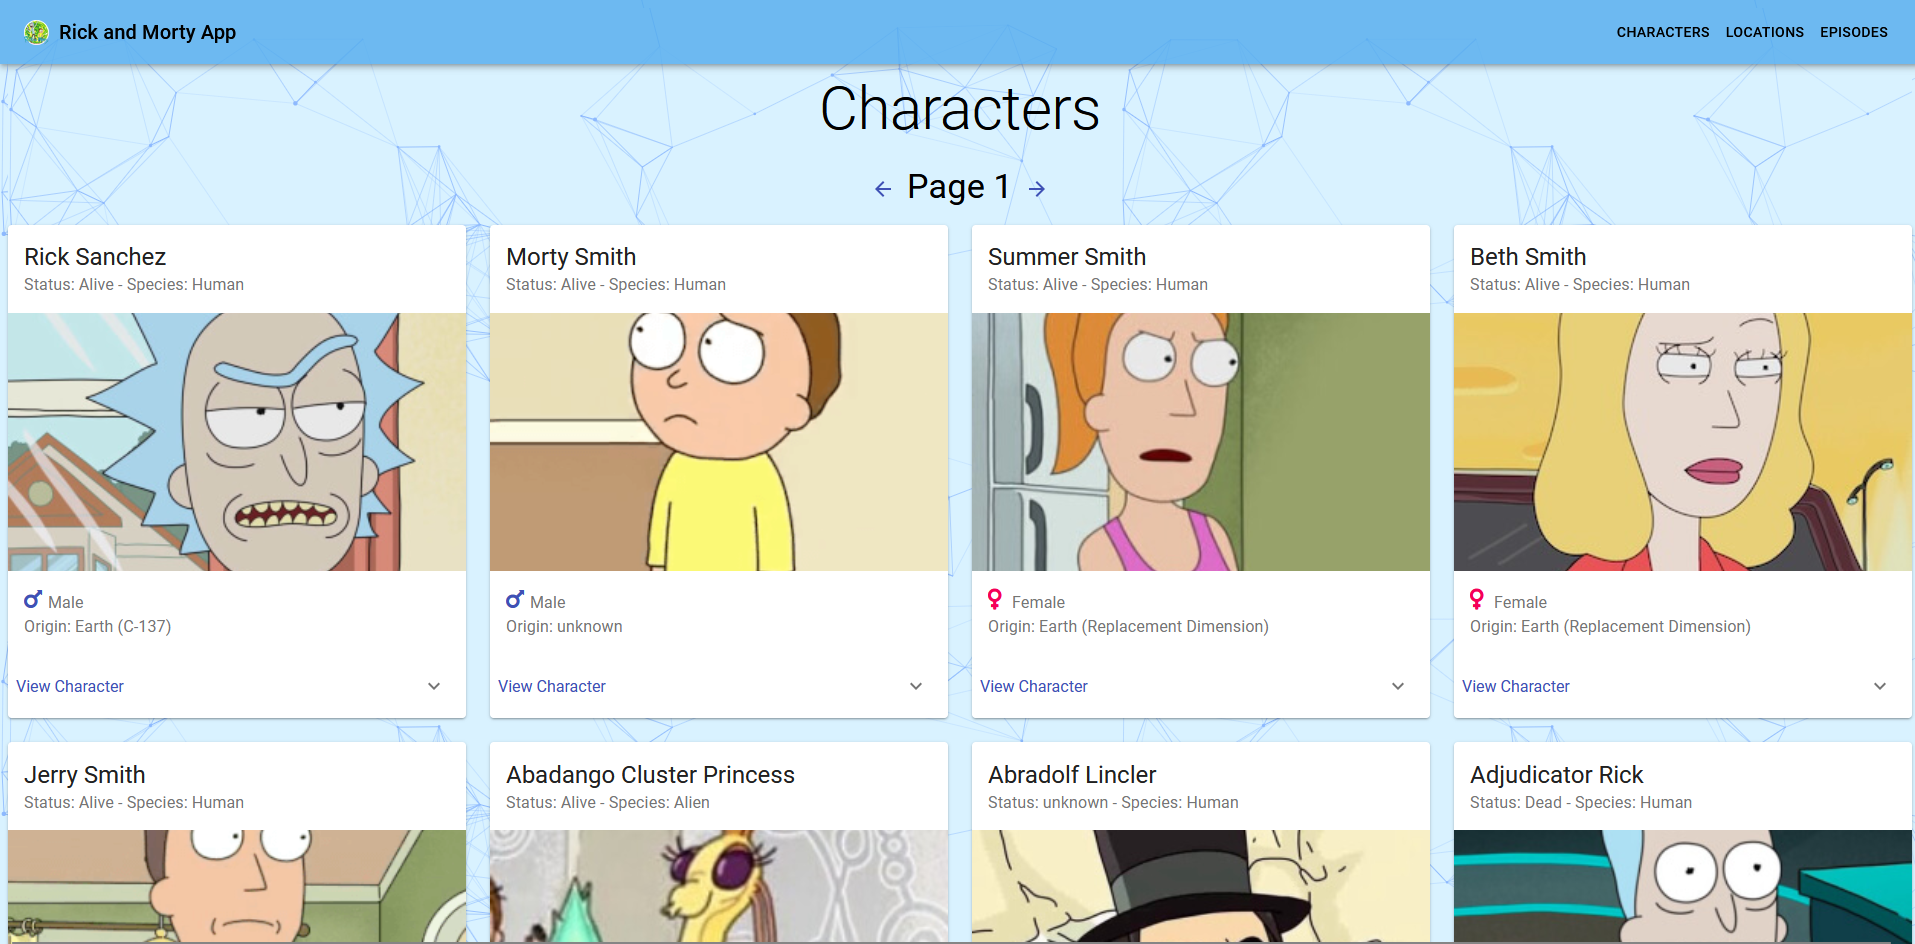 Rick and Morty App
CHARACTERS LOCATIONS EPISODES
Characters
Page 1
Rick Sanchez
Status: Alive - Species: Human
Male
Origin: Earth (C-137)
View Character
Morty Smith
Status: Alive - Species: Human
Male
Origin: unknown
View Character
Summer Smith
Status: Alive - Species: Human
Female
Origin: Earth (Replacement Dimension)
View Character
Beth Smith
Status: Alive - Species: Human
Female
Origin: Earth (Replacement Dimension)
View Character
Jerry Smith
Status: Alive - Species: Human
Abadango Cluster Princess
Status: Alive - Species: Alien
Abradolf Lincler
Status: unknown - Species: Human
Adjudicator Rick
Status: Dead - Species: Human